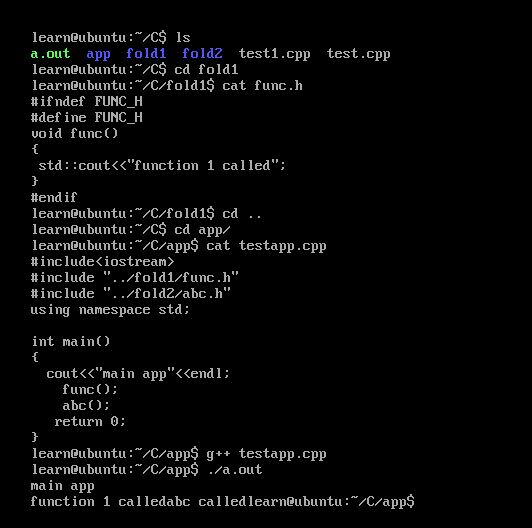 learn@ubuntu:~/C$ ls
a.out  app  fold1  fold2  test1.cpp  test.cpp
learn@ubuntu:~/C$ cd fold1
learn@ubuntu:~/C/fold1$ cat func.h
#ifndef FUNC_H
#define FUNC_H
void func()
{
 std::cout<<"function 1 called";
}
#endif
learn@ubuntu:~/C/fold1$ cd ..
learn@ubuntu:~/C$ cd app/
learn@ubuntu:~/C/app$ cat testapp.cpp
#include<iostream>
#include "../fold1/func.h"
#include "../fold2/abc.h"
using namespace std;

int main()
{
  cout<<"main app"<<endl;
    func();
    abc();
   return 0;
}
learn@ubuntu:~/C/app$ g++ testapp.cpp
learn@ubuntu:~/C/app$ ./a.out
main app
function 1 calledabc calledlearn@ubuntu:~/C/app$